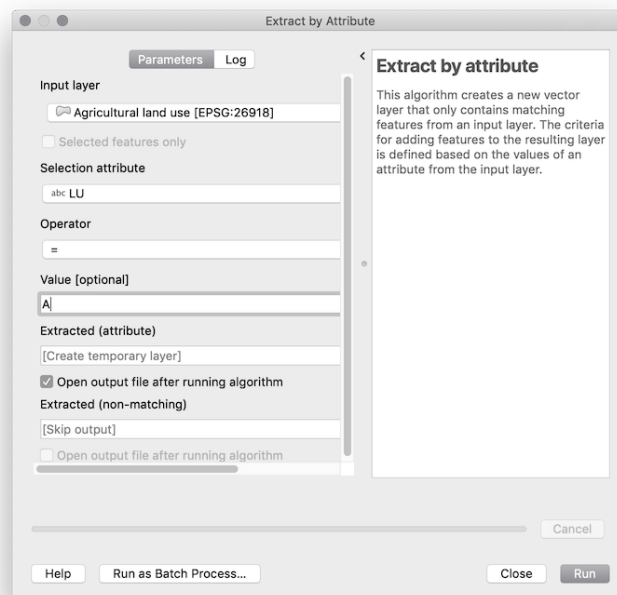 Extract by Attribute
Parameters
Log
Input layer
Agricultural land use [EPSG:26918]
Selected features only
Selection attribute
abc LU
Operator
=
Value [optional]
A
Extracted (attribute)
[Create temporary layer]
Open output file after running algorithm
Extracted (non-matching)
[Skip output]
Open output file after running algorithm
Extract by attribute
This algorithm creates a new vector
layer that only contains matching
features from an input layer. The criteria
for adding features to the resulting layer
is defined based on the values of an
attribute from the input layer.
Cancel
Help
Run as Batch Process...
Close
Run